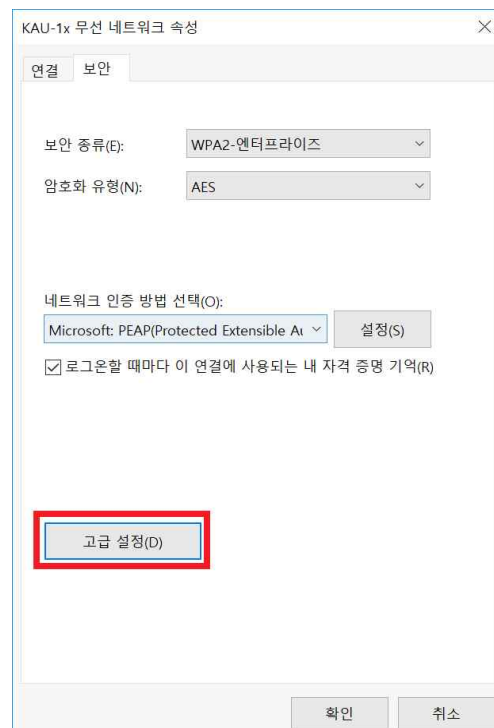 KAU-1x 무선 네트워크 속성
연결 보안
보안 종류(E): WPA2-엔터프라이즈
암호화 유형(N): AES
네트워크 인증 방법 선택(O):
Microsoft: PEAP(Protected Extensible Au 설정(S)
로그온할 때마다 이 연결에 사용되는 내 자격 증명 기억(R)
고급 설정(D)
확인 취소